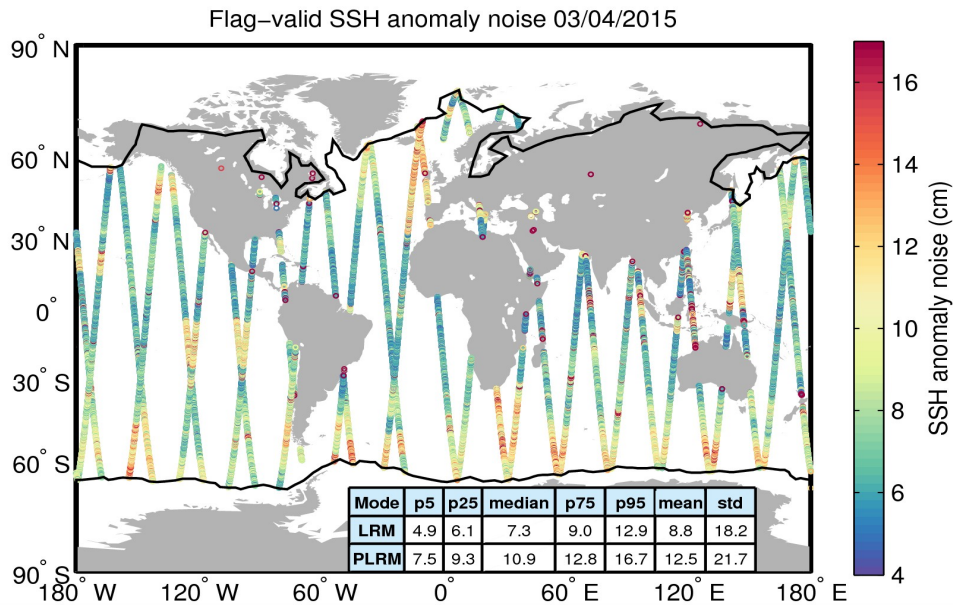 Flag−valid SSH anomaly noise 03/04/2015
90° N
60° N
30° N
0°
30° S
60° S
90° S
180° W
120° W
60° W
0°
60° E
120° E
180° E
Mode p5 p25 median p75 p95 mean std
LRM 4.9 6.1 7.3 9.0 12.9 8.8 18.2
PLRM 7.5 9.3 10.9 12.8 16.7 12.5 21.7
16
14
12
10
8
6
4
SSH anomaly noise (cm)